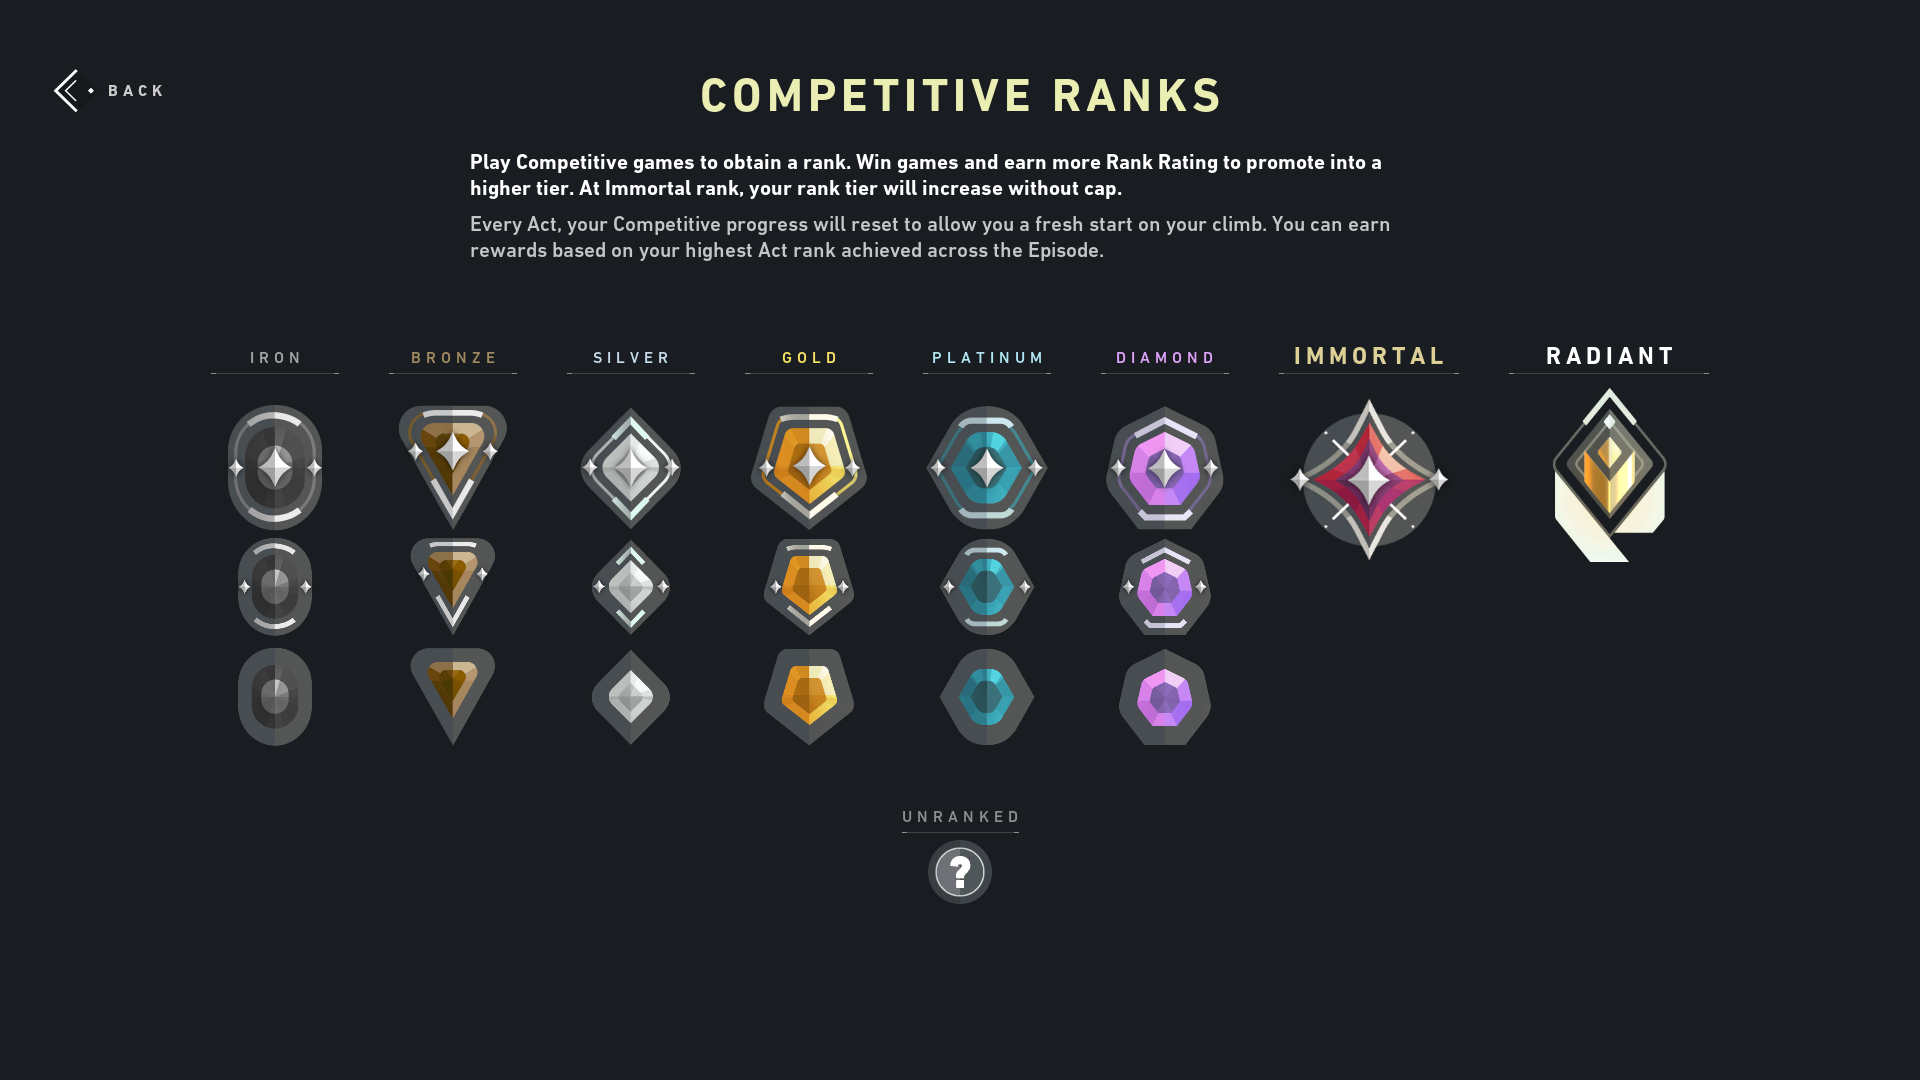 BACK
COMPETITIVE RANKS
Play Competitive games to obtain a rank. Win games and earn more Rank Rating to promote into a
higher tier. At Immortal rank, your rank tier will increase without cap.
Every Act, your Competitive progress will reset to allow you a fresh start on your climb. You can earn
rewards based on your highest Act rank achieved across the Episode.
IRON BRONZE SILVER GOLD PLATINUM DIAMOND IMMORTAL RADIANT
UNRANKED
?